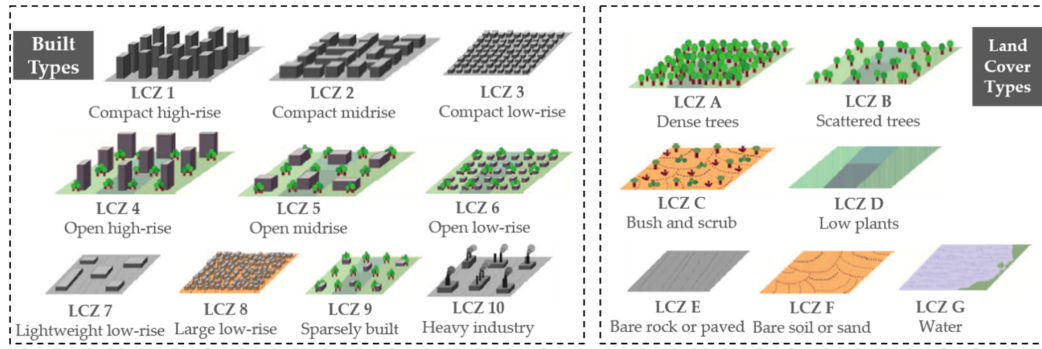 Built
Types
LCZ 1
Compact high-rise
LCZ 2
Compact midrise
LCZ 3
Compact low-rise
LCZ 4
Open high-rise
LCZ 5
Open midrise
LCZ 6
Open low-rise
LCZ 7
Lightweight low-rise
LCZ 8
Large low-rise
LCZ 9
Sparsely built
LCZ 10
Heavy industry
Land
Cover
Types
LCZ A
Dense trees
LCZ B
Scattered trees
LCZ C
Bush and scrub
LCZ D
Low plants
LCZ E
Bare rock or paved
LCZ F
Bare soil or sand
LCZ G
Water